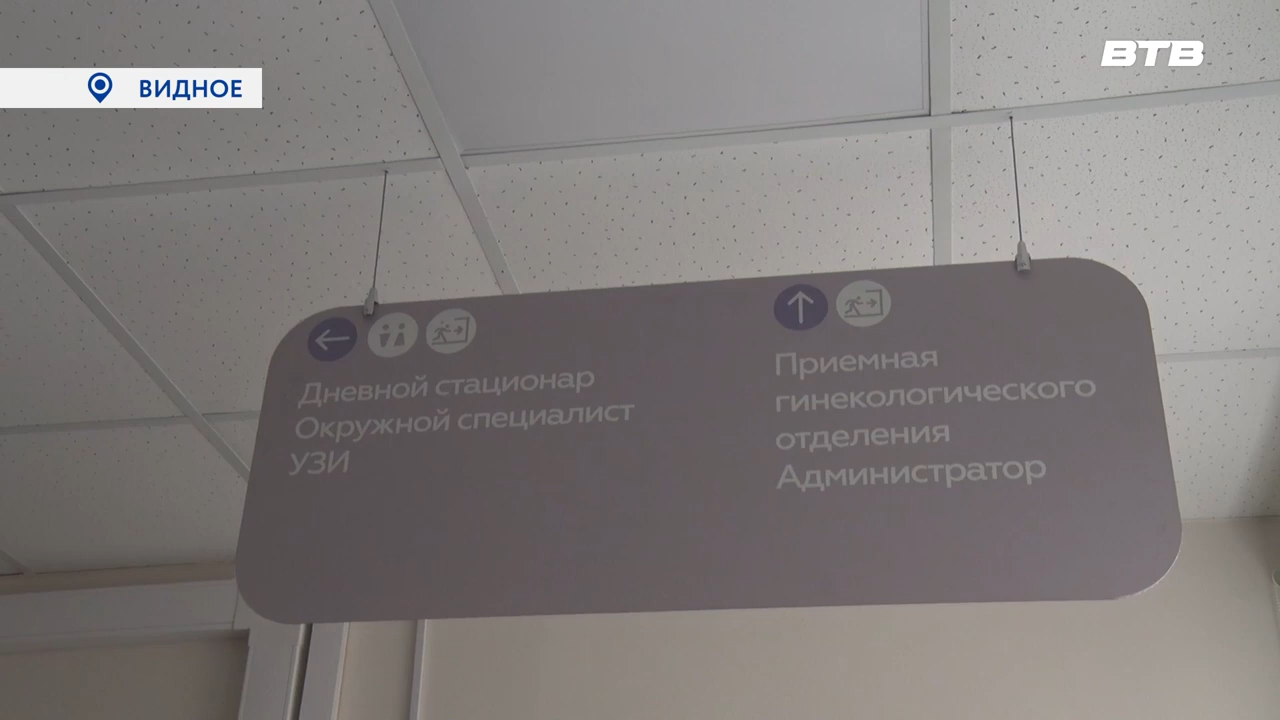 ВИДНОЕ
ВТВ
Дневной стационар
Окружной специалист
УЗИ
Приемная
гинекологического
отделения
Администратор